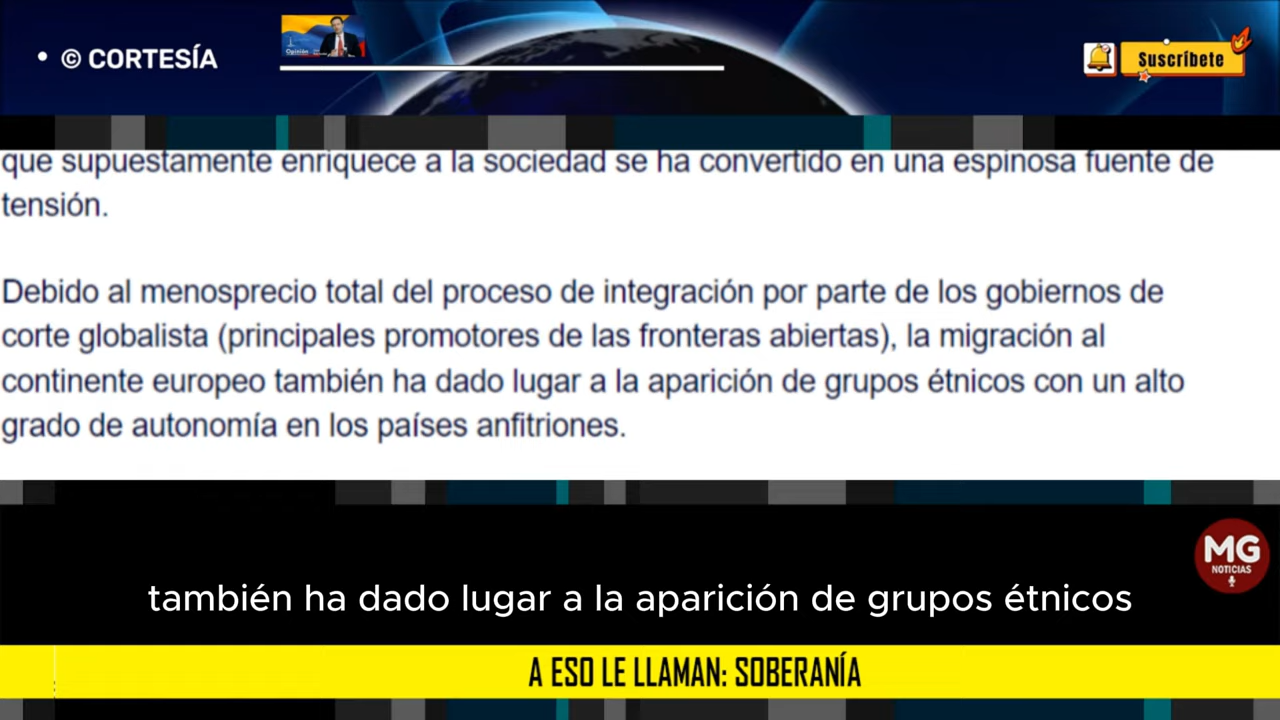 • © CORTESÍA
Opinión
Suscríbete
que supuestamente enriquece a la sociedad se ha convertido en una espinosa fuente de
tensión.
Debido al menosprecio total del proceso de integración por parte de los gobiernos de
corte globalista (principales promotores de las fronteras abiertas), la migración al
continente europeo también ha dado lugar a la aparición de grupos étnicos con un alto
grado de autonomía en los países anfitriones.
MG
NOTICIAS
también ha dado lugar a la aparición de grupos étnicos
A ESO LE LLAMAN: SOBERANÍA